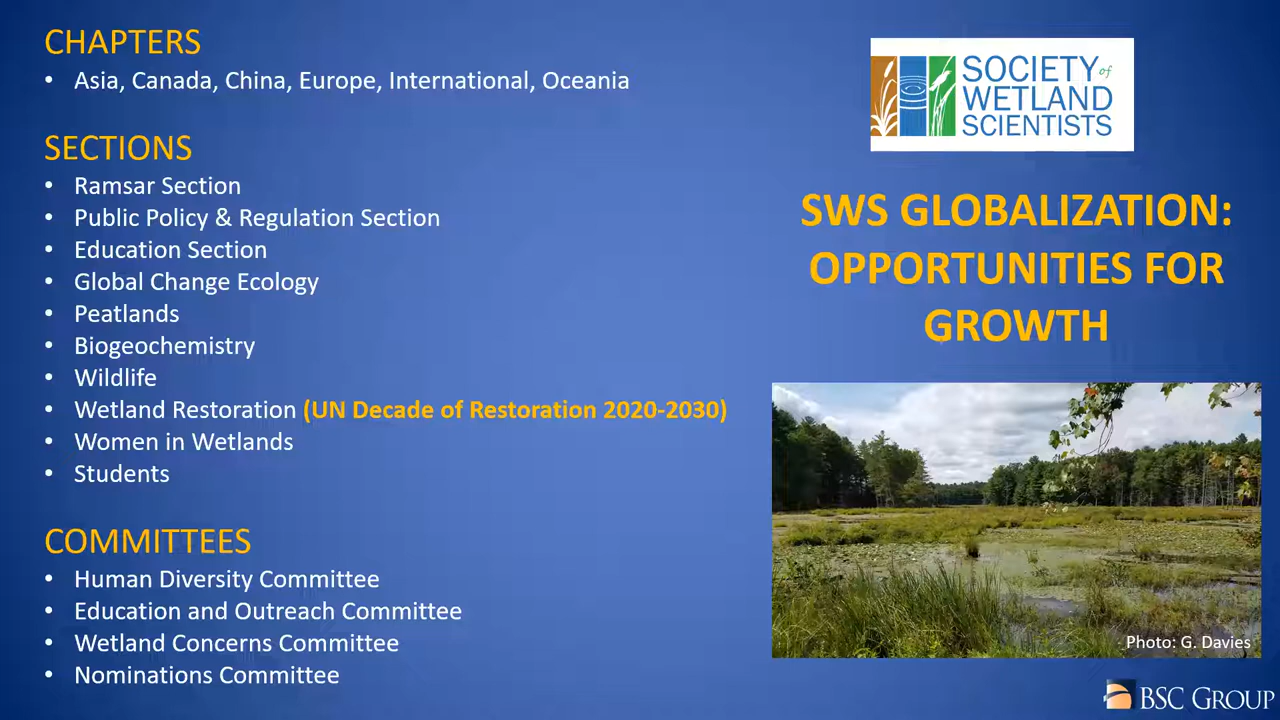 CHAPTERS
• Asia, Canada, China, Europe, International, Oceania
SECTIONS
• Ramsar Section
• Public Policy & Regulation Section
• Education Section
• Global Change Ecology
• Peatlands
• Biogeochemistry
• Wildlife
• Wetland Restoration (UN Decade of Restoration 2020-2030)
• Women in Wetlands
• Students
COMMITTEES
• Human Diversity Committee
• Education and Outreach Committee
• Wetland Concerns Committee
• Nominations Committee
SOCIETY of
WETLAND
SCIENTISTS
SWS GLOBALIZATION:
OPPORTUNITIES FOR
GROWTH
Photo: G. Davies
BSC GROUP